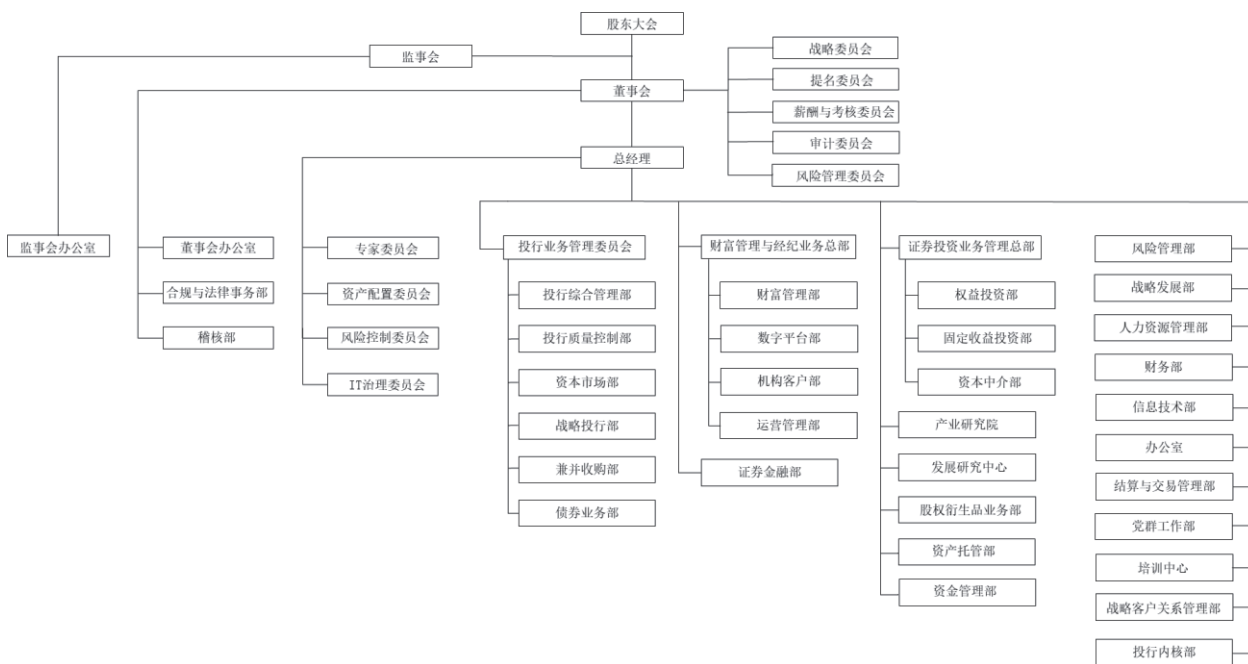 股东大会
监事会
战略委员会
提名委员会
董事会
薪酬与考核委员会
审计委员会
总经理
风险管理委员会
监事会办公室
董事会办公室
合规与法律事务部
稽核部
专家委员会
资产配置委员会
风险控制委员会
IT治理委员会
投行业务管理委员会
投行综合管理部
投行质量控制部
资本市场部
战略投行部
兼并收购部
债券业务部
财富管理与经纪业务总部
财富管理部
数字平台部
机构客户部
运营管理部
证券金融部
证券投资业务管理总部
权益投资部
固定收益投资部
资本中介部
产业研究院
发展研究中心
股权衍生品业务部
资产托管部
资金管理部
风险管理部
战略发展部
人力资源管理部
财务部
信息技术部
办公室
结算与交易管理部
党群工作部
培训中心
战略客户关系管理部
投行内核部